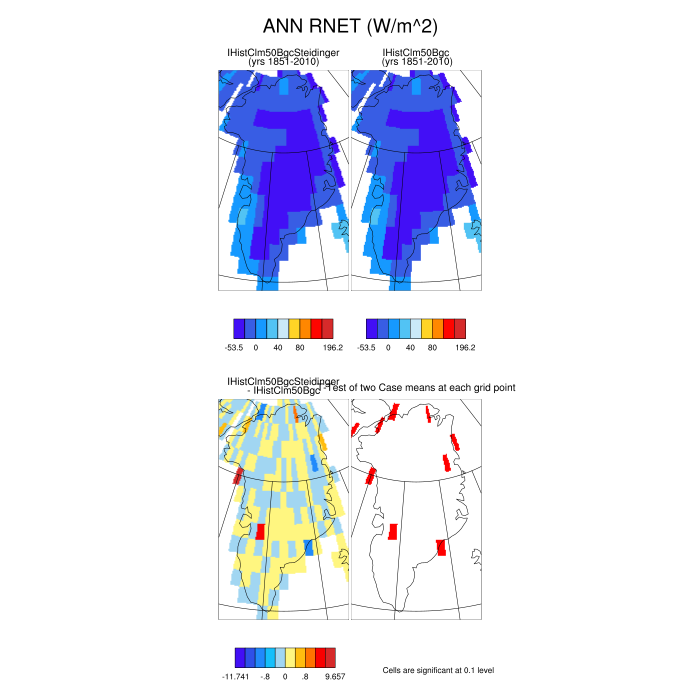 ANN RNET (W/m^2)
IHistClm50BgcSteidinger
(yrs 1851-2010)
IHistClm50Bgc
(yrs 1851-2010)
-53.5 0 40 80 196.2
-53.5 0 40 80 196.2
IHistClm50BgcSteidinger
- IHistClm50Bgc
T-Test of two Case means at each grid point
-11.741 -.8 0 .8 9.657
Cells are significant at 0.1 level